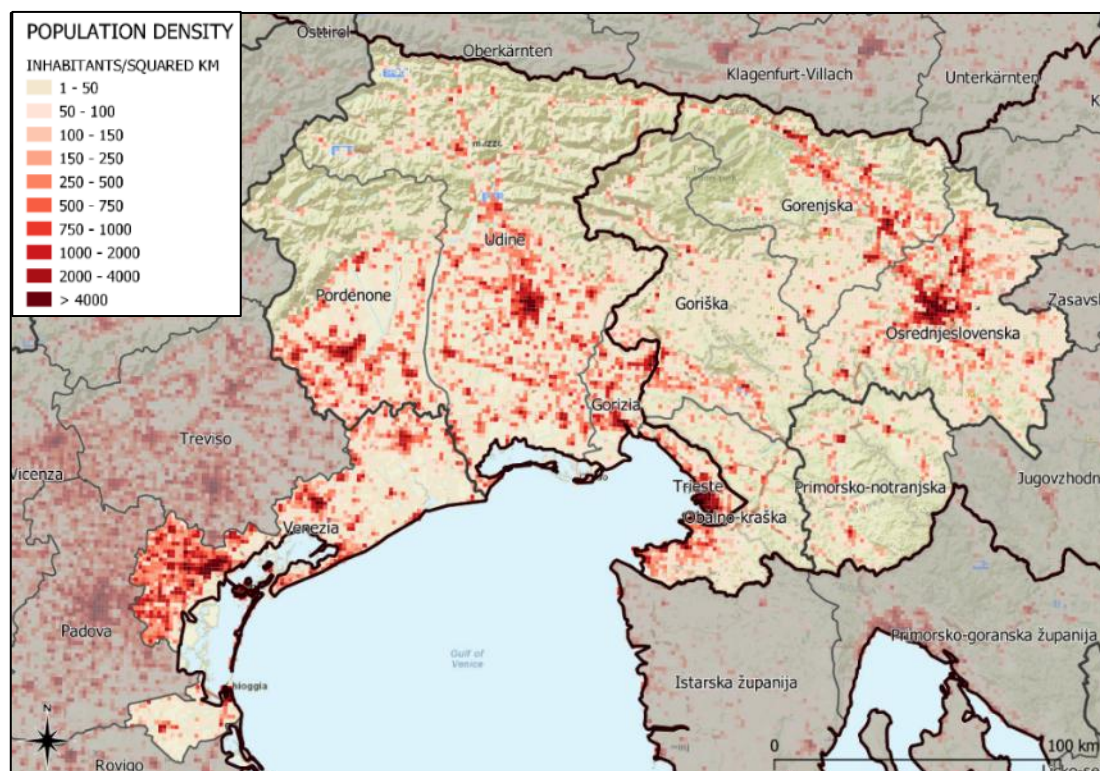 POPULATION DENSITY
INHABITANTS/SQUARED KM
1 - 50
50 - 100
100 - 150
150 - 250
250 - 500
500 - 750
750 - 1000
1000 - 2000
2000 - 4000
> 4000
Osttirol
Oberkärnten
Klagenfurt-Villach
Unterkärnten
K
Gorenjska
Udine
Pordenone
Goriška
Zasavsk
Osrednjeslovenska
Gorizia
Treviso
Vicenza
Jugovzhodn
Trieste
Primorsko-notranjska
Obalno-kraška
Venezia
Padova
Primorsko-goranska županija
Gulf of
Venice
Istarska županija
hioggia
N
0
100 km
Rovigo